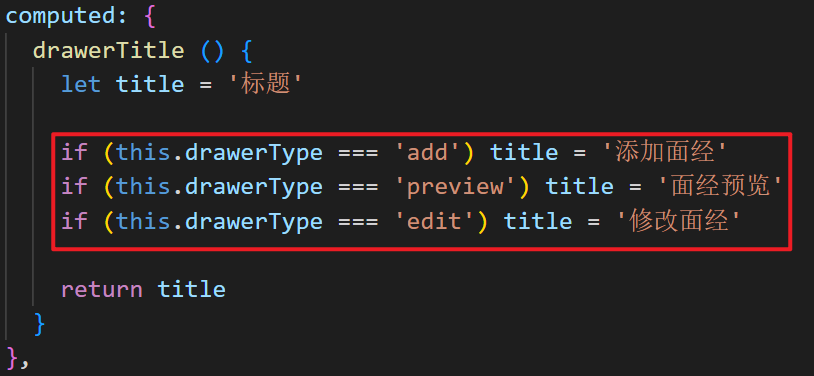 computed: {
drawerTitle () {
let title = '标题'
if (this.drawerType === 'add') title = '添加面经'
if (this.drawerType === 'preview') title = '面经预览'
if (this.drawerType === 'edit') title = '修改面经'
return title
}
},